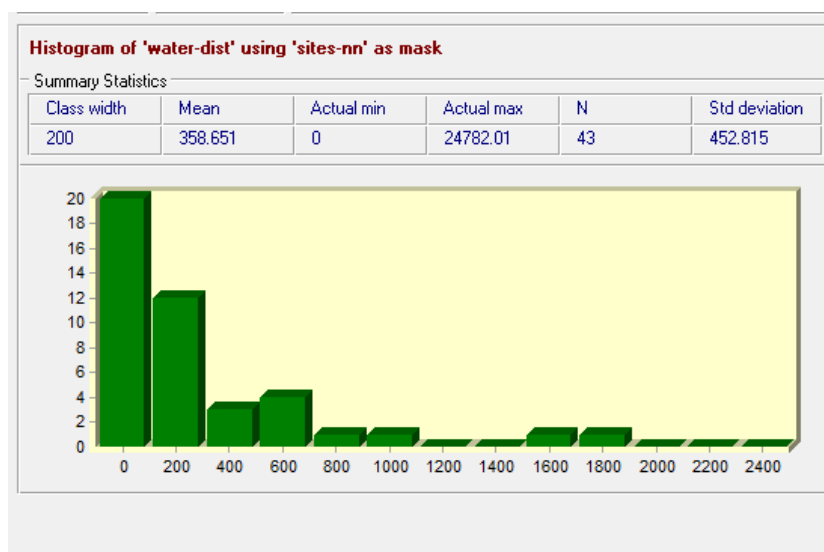 Histogram of 'water-dist' using 'sites-nn' as mask
Summary Statistics
Class width Mean Actual min Actual max N Std deviation
200 358.651 0 24782.01 43 452.815
20
18
16
14
12
10
8
6
4
2
0
0 200 400 600 800 1000 1200 1400 1600 1800 2000 2200 2400